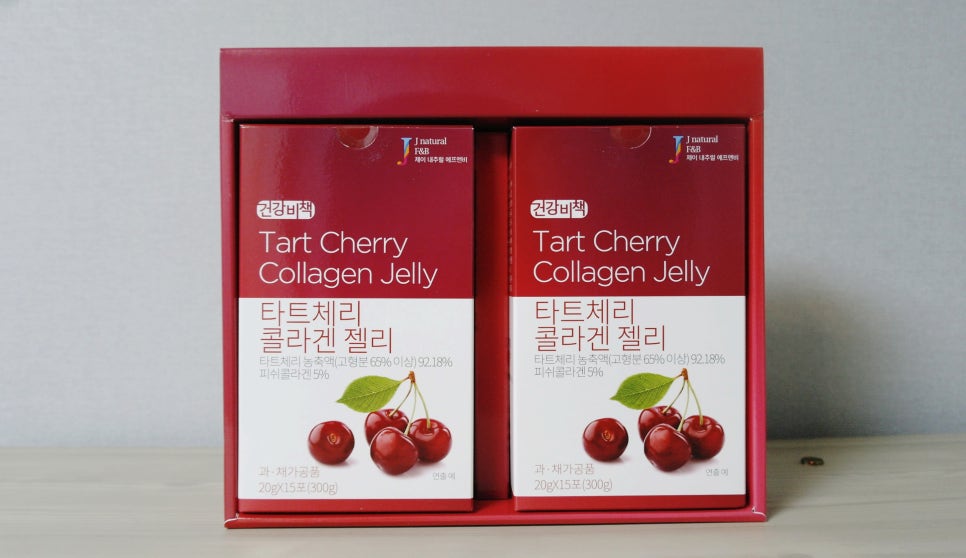 J natural
F&B
제이 내추럴 에프앤비
건강비책
Tart Cherry
Collagen Jelly
타트체리
콜라겐 젤리
타트체리 농축액(고형분 65% 이상) 92.18%
피쉬콜라겐 5%
과·채가공품
20gX15포(300g)
연출 예
J natural
F&B
제이 내추럴 에프앤비
건강비책
Tart Cherry
Collagen Jelly
타트체리
콜라겐 젤리
타트체리 농축액(고형분 65% 이상) 92.18%
피쉬콜라겐 5%
과·채가공품
20gX15포(300g)
연출 예